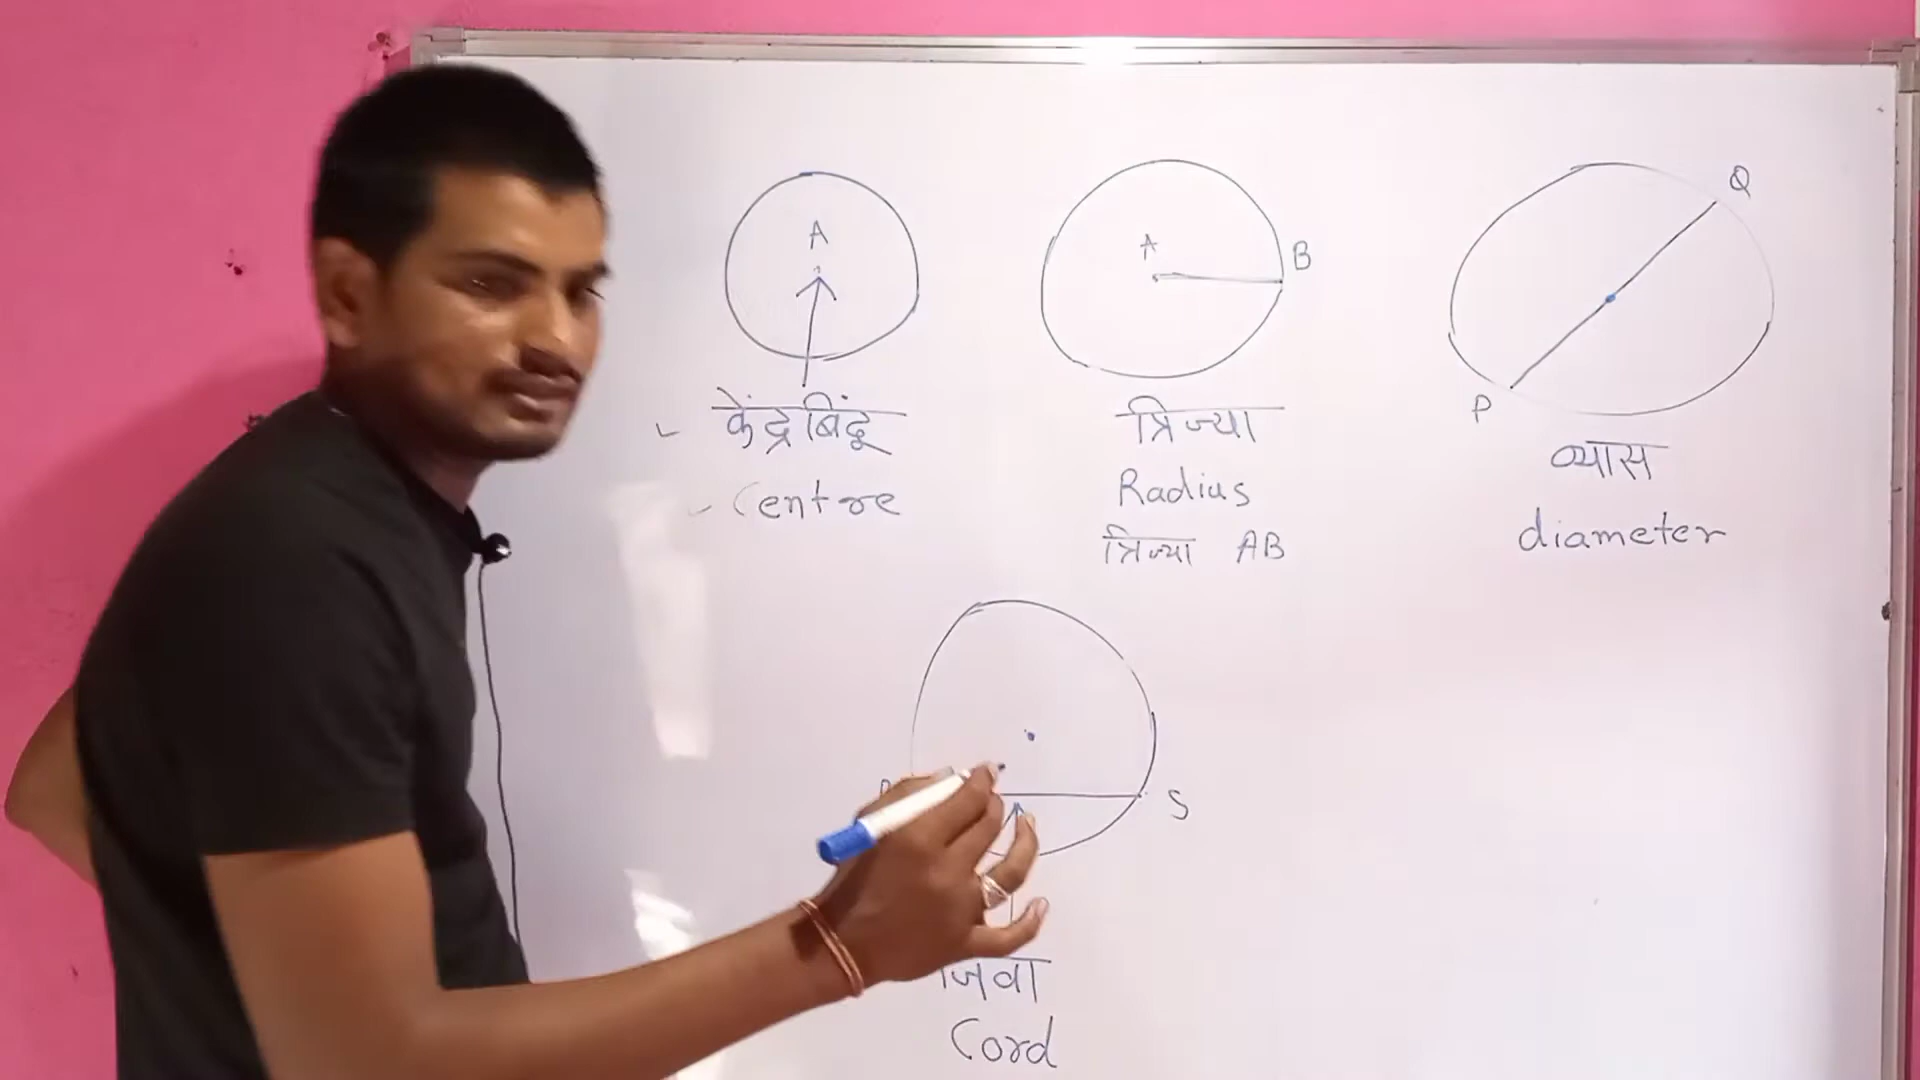 A
केंद्रबिंदू
Centre
A
B
त्रिज्या
Radius
त्रिज्या AB
Q
P
व्यास
diameter
S
जिवा
Cord